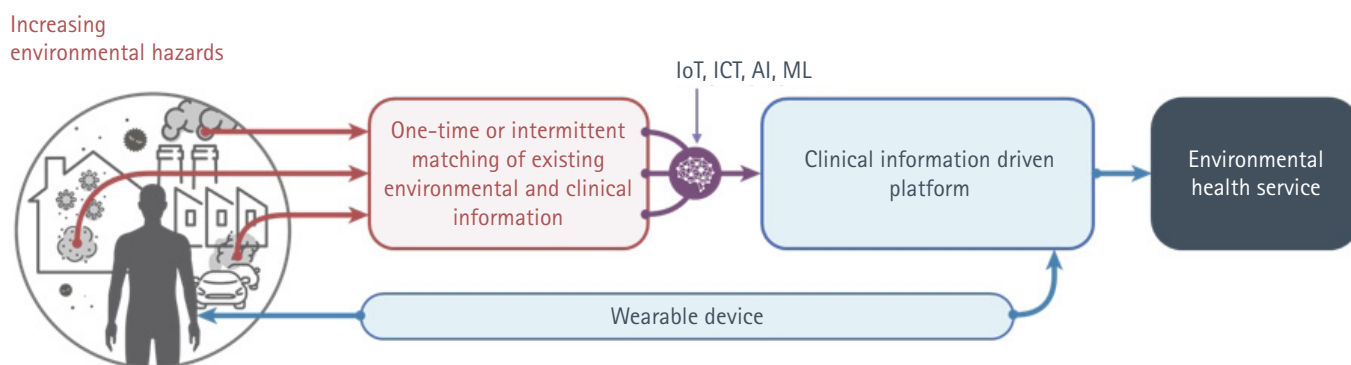 Increasing
environmental hazards
IoT, ICT, AI, ML
One-time or intermittent
matching of existing
environmental and clinical
information
Clinical information driven
platform
Environmental
health service
Wearable device